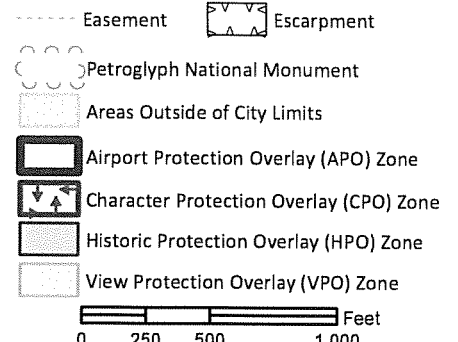 Easement Escarpment
Petroglyph National Monument
Areas Outside of City Limits
Airport Protection Overlay (APO) Zone
Character Protection Overlay (CPO) Zone
Historic Protection Overlay (HPO) Zone
View Protection Overlay (VPO) Zone
Feet
0 250 500 1,000